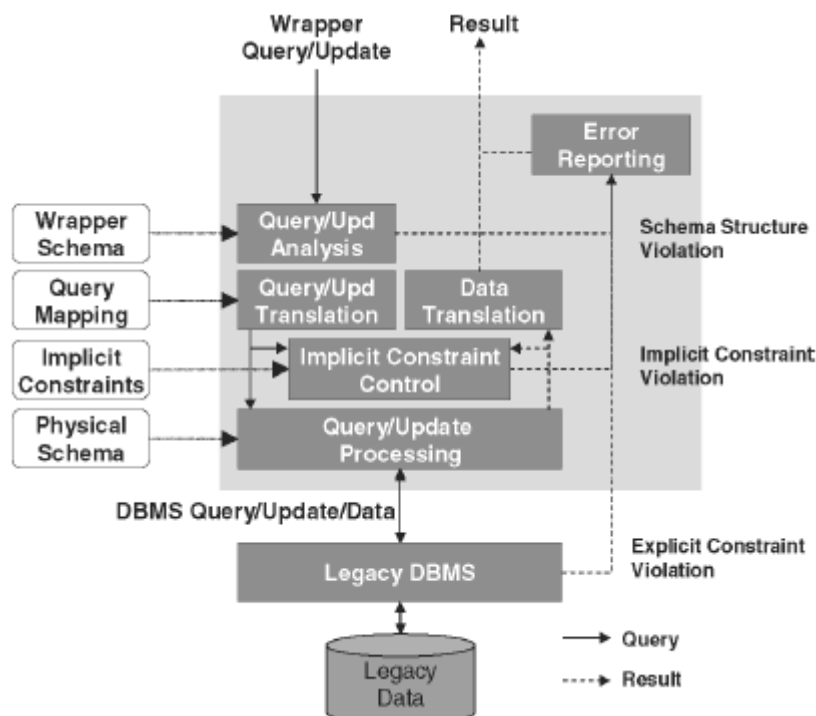 Wrapper
Query/Update
Result
Error
Reporting
Wrapper
Schema
Query/Upd
Analysis
Schema Structure
Violation
Query
Mapping
Query/Upd
Translation
Data
Translation
Implicit
Constraints
Implicit Constraint
Control
Implicit Constraint
Violation
Physical
Schema
Query/Update
Processing
DBMS Query/Update/Data
Legacy DBMS
Explicit Constraint
Violation
Legacy
Data
Query
Result